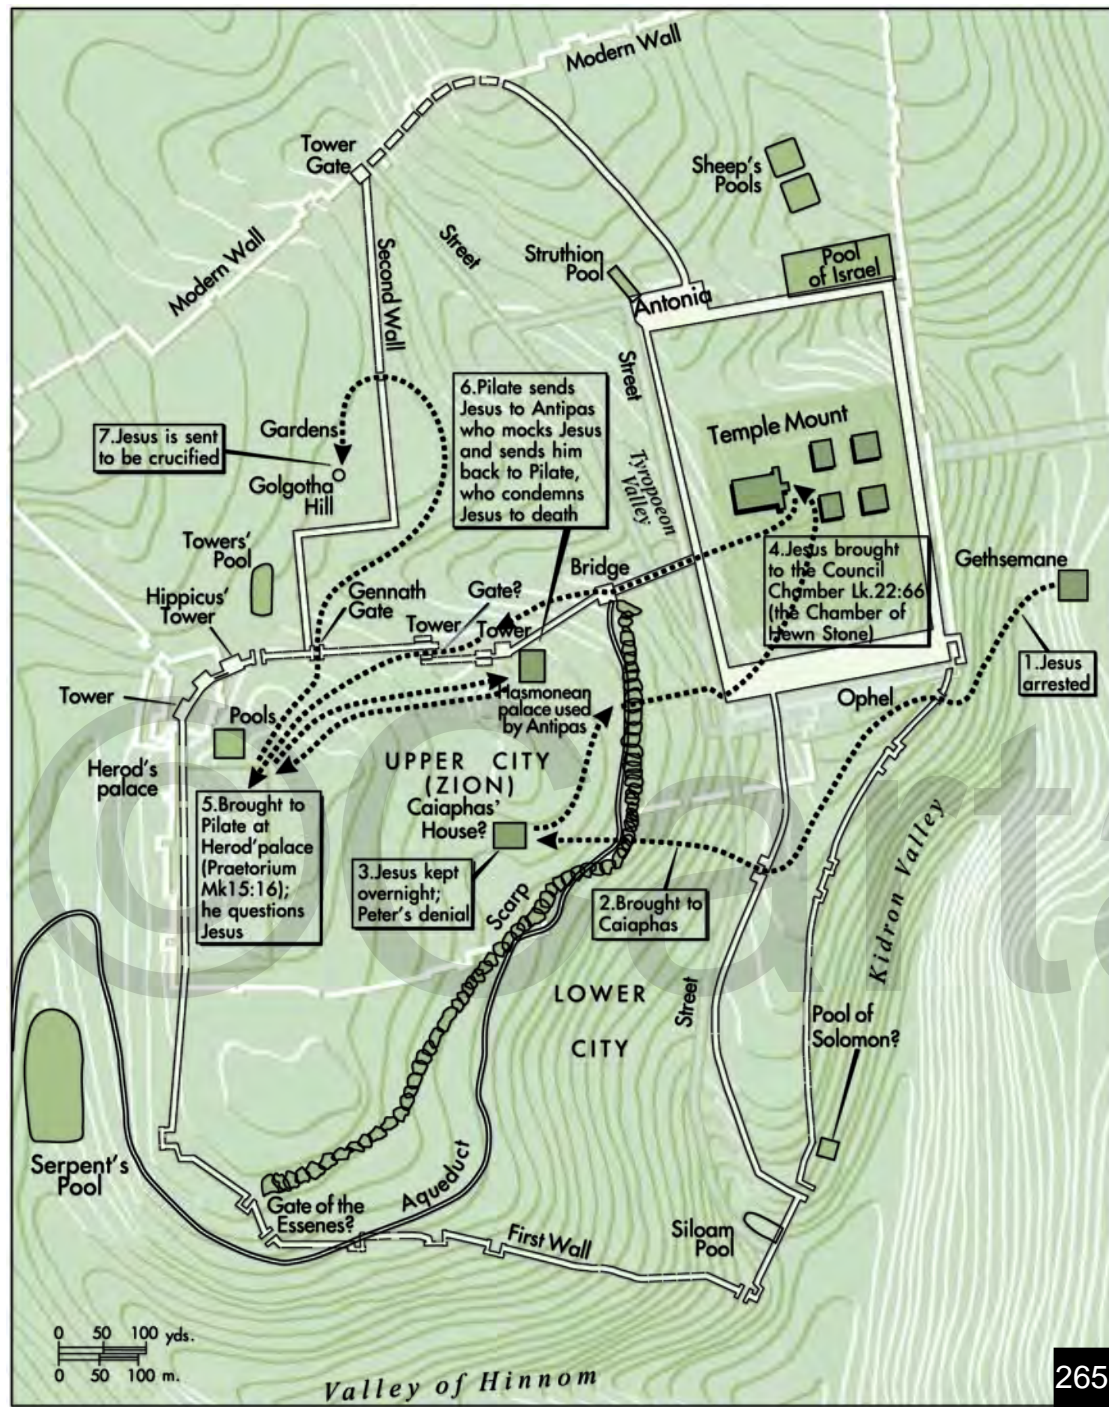 Modern Wall
Tower
Gate
Sheep's
Pools
Modern Wall
Second Wall
Street
Struthion
Pool
Pool
of Israel
Antonia
Street
6.Pilate sends
Jesus to Antipas
who mocks Jesus
and sends him
back to Pilate,
who condemns
Jesus to death
7.Jesus is sent
to be crucified
Gardens
Golgotha
Hill
Temple Mount
Tyropoeon
Valley
Towers'
Pool
Hippicus'
Tower
Gennath
Gate
Gate?
Bridge
4.Jesus brought
to the Council
Chamber Lk.22:66
(the Chamber of
Hewn Stone)
Gethsemane
1.Jesus
arrested
Tower
Tower
Tower
Hasmonean
palace used
by Antipas
Ophel
Pools
Herod's
palace
UPPER CITY
(ZION)
Caiaphas'
House?
5.Brought to
Pilate at
Herod'palace
(Praetorium
Mk15:16);
he questions
Jesus
3.Jesus kept
overnight;
Peter's denial
Scarp
2.Brought to
Caiaphas
Kidron Valley
LOWER
CITY
Street
Pool of
Solomon?
Serpent's
Pool
Gate of the
Essenes?
Aqueduct
First Wall
Siloam
Pool
0 50 100 yds.
0 50 100 m.
Valley of Hinnom
265
©Carta